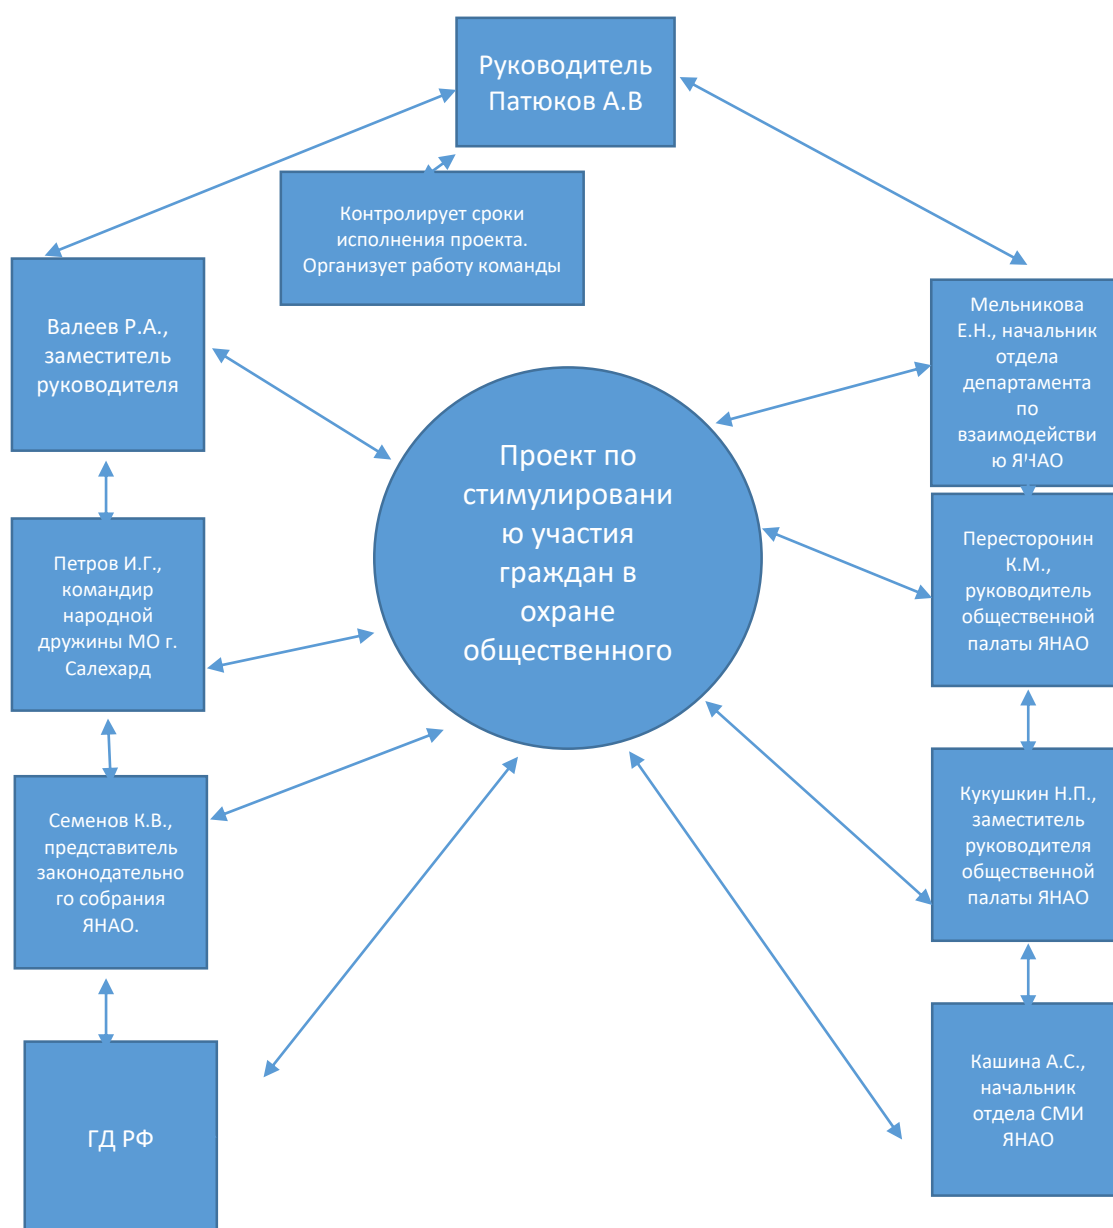 Руководитель
Патюков А.В
Контролирует сроки
исполнения проекта.
Организует работу команды
Валеев Р.А.,
заместитель
руководителя
Мельникова
Е.Н., начальник
отдела
департамента
по
взаимодействи
ю ЯНАО
Проект по
стимулировани
ю участия
граждан в
охране
общественного
Петров И.Г.,
командир
народной
дружины МО г.
Салехард
Пересторонин
К.М.,
руководитель
общественной
палаты ЯНАО
Семенов К.В.,
представитель
законодательно
го собрания
ЯНАО.
Кукушкин Н.П.,
заместитель
руководителя
общественной
палаты ЯНАО
ГД РФ
Кашина А.С.,
начальник
отдела СМИ
ЯНАО